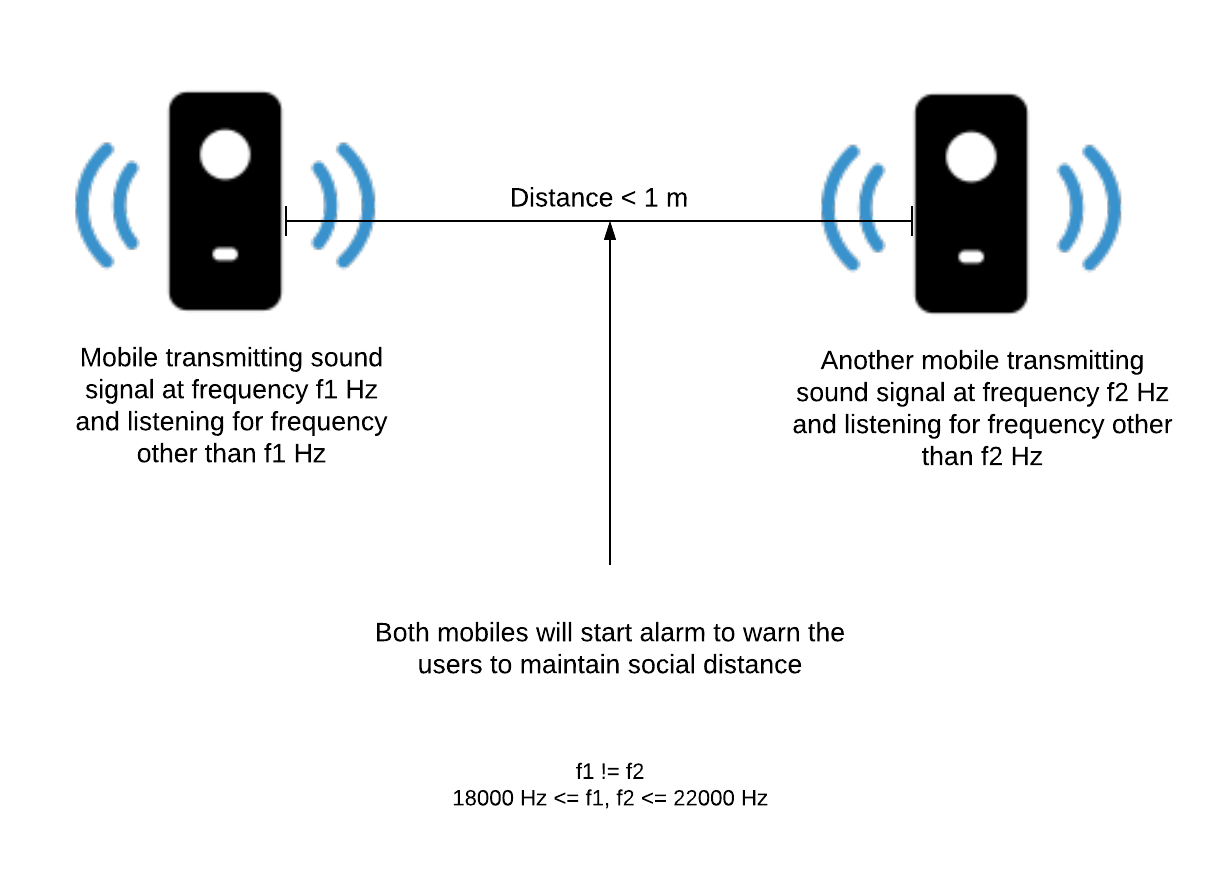 Distance < 1 m
Mobile transmitting sound
signal at frequency f1 Hz
and listening for frequency
other than f1 Hz
Another mobile transmitting
sound signal at frequency f2 Hz
and listening for frequency other
than f2 Hz
Both mobiles will start alarm to warn the
users to maintain social distance
f1 != f2
18000 Hz <= f1, f2 <= 22000 Hz